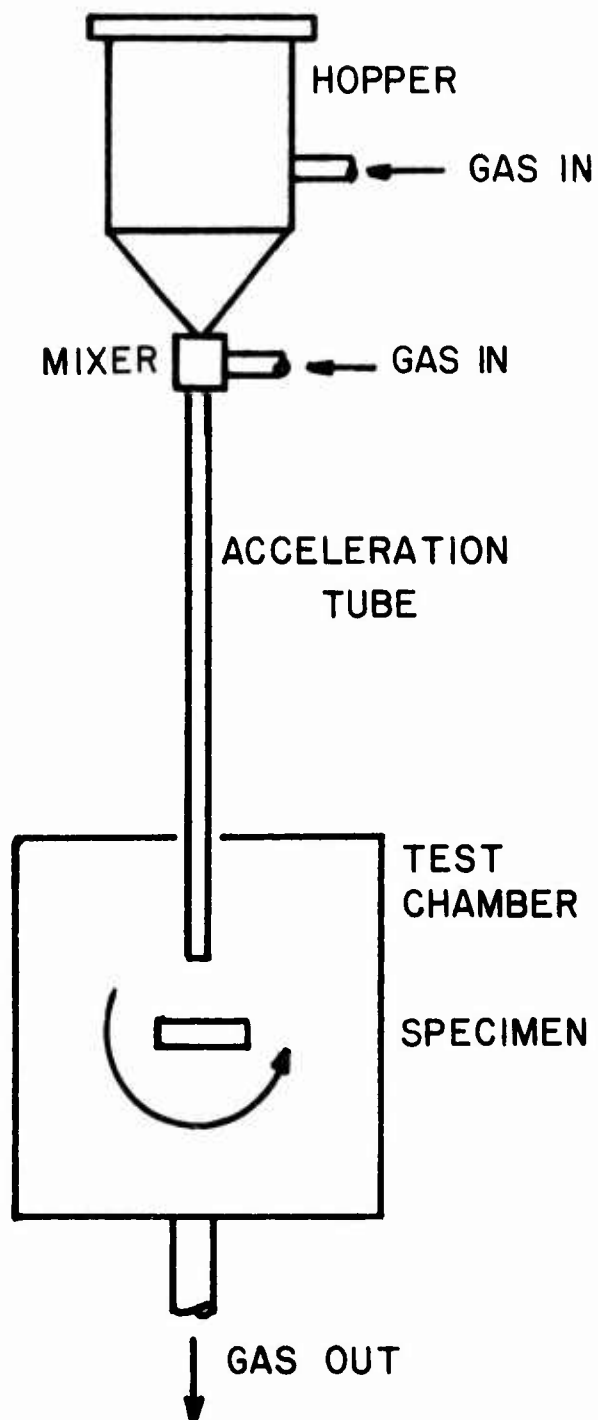 HOPPER
GAS IN
MIXER
GAS IN
ACCELERATION
TUBE
TEST
CHAMBER
SPECIMEN
GAS OUT